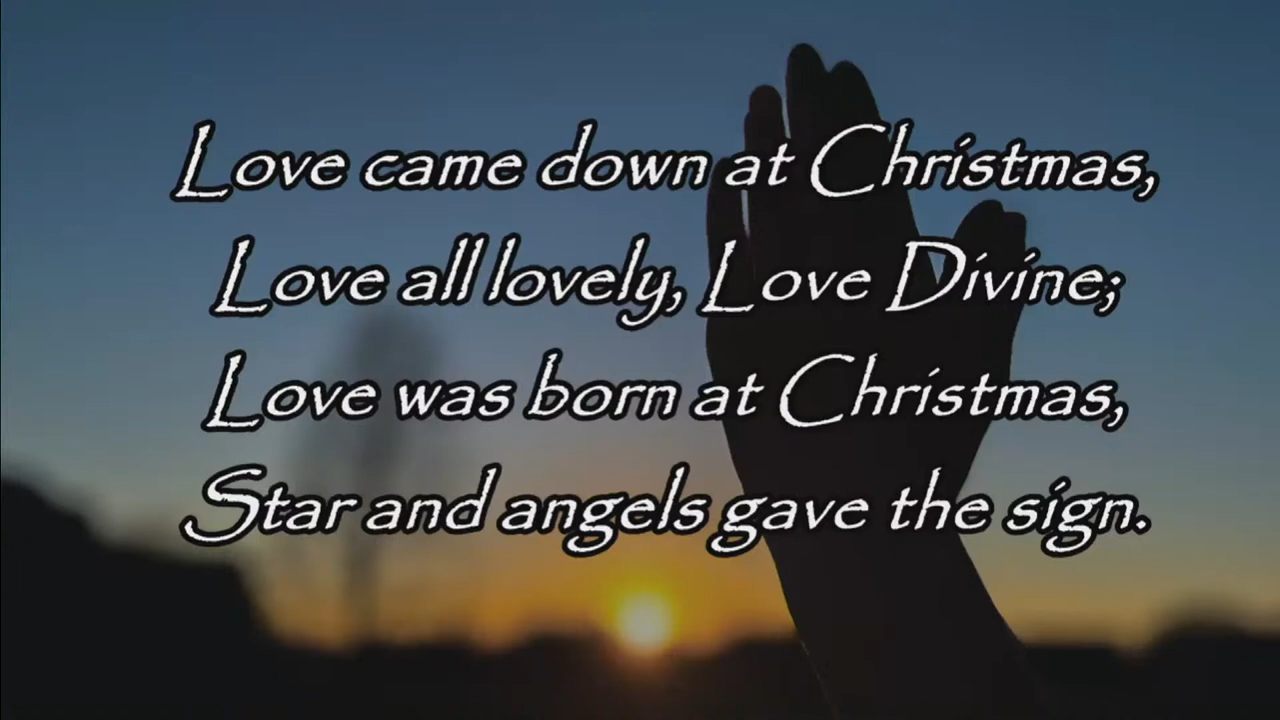 Love came down at Christmas,
Love all lovely, Love Divine;
Love was born at Christmas,
Star and angels gave the sign.